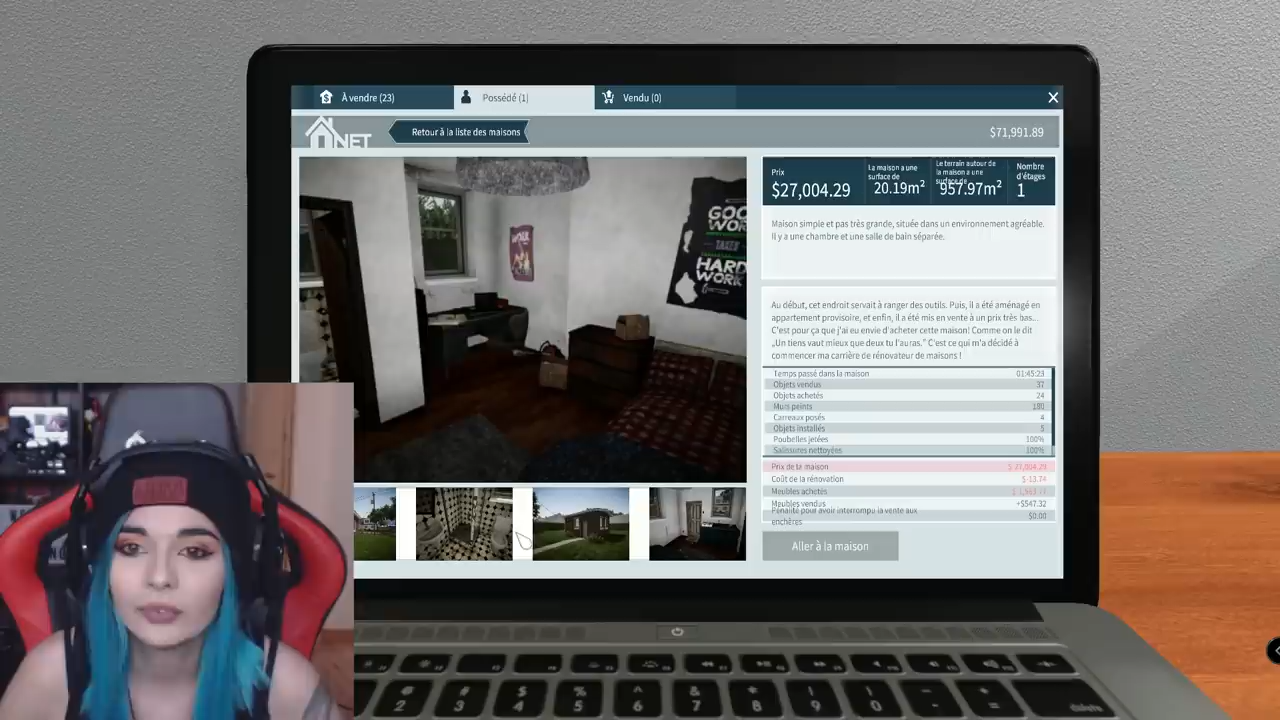 À vendre (23)
Possédé (1)
Vendu (0)
NET
Retour à la liste des maisons
$71,991.89
Prix
$27,004.29
La maison a une
surface de
20.19m²
Le terrain autour de
la maison a une
surface de
957.97m²
Nombre
d'étages
1
GOOD
WORK
TAKES
HARD
WORK
Maison simple et pas très grande, située dans un environnement agréable.
Il y a une chambre et une salle de bain séparée.
Au début, cet endroit servait à ranger des outils. Puis, il a été aménagé en
appartement provisoire, et enfin, il a été mis en vente à un prix très bas...
C'est pour ça que j'ai eu envie d'acheter cette maison! Comme on le dit
„Un tiens vaut mieux que deux tu l'auras.” C'est ce qui m'a décidé à
commencer ma carrière de rénovateur de maisons !
Temps passé dans la maison 01:45:23
Objets vendus 37
Objets achetés 24
Murs peints 180
Carreaux posés 4
Objets installés 5
Poubelles jetées 100%
Salissures nettoyées 100%
Prix de la maison $-27,004.29
Coût de la rénovation $-13.74
Meubles achetés
Meubles vendus +$547.32
Pénalité pour avoir interrompu la vente aux
enchères $0.00
Aller à la maison